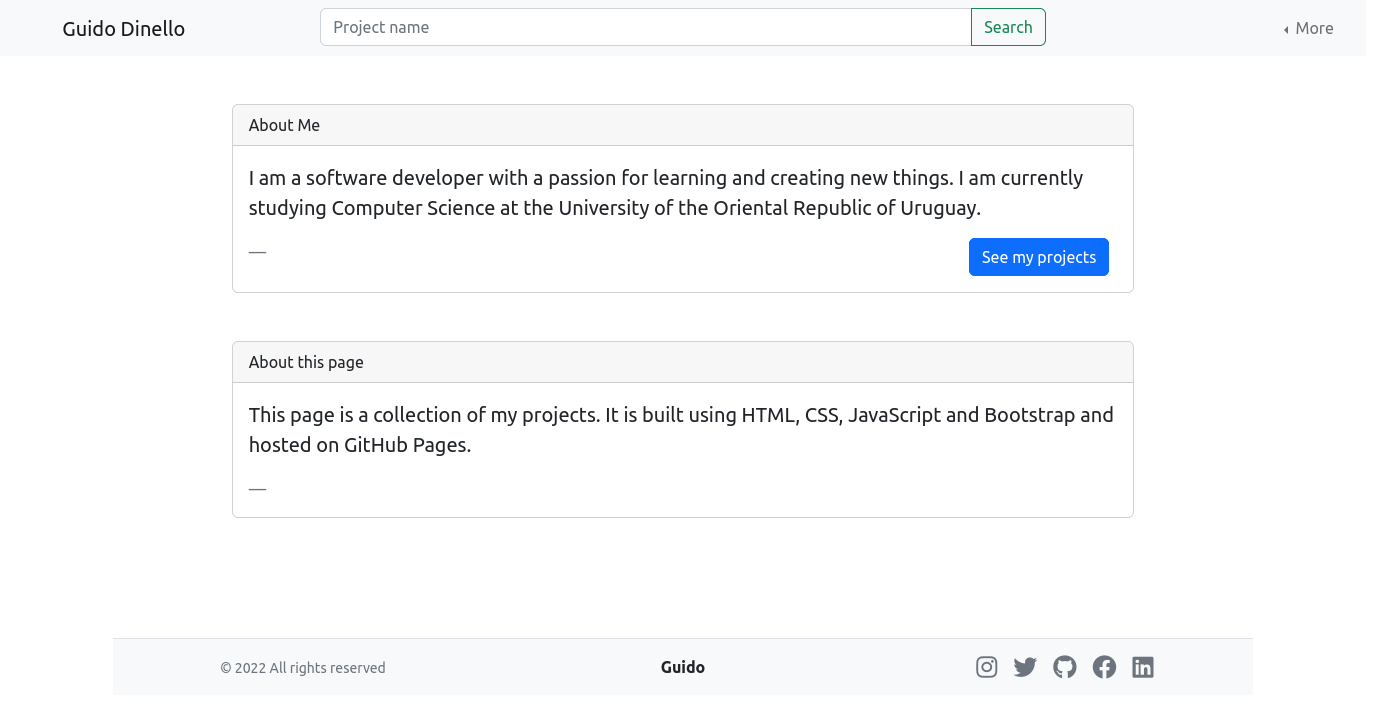 Guido Dinello
Project name
Search
More
About Me
I am a software developer with a passion for learning and creating new things. I am currently
studying Computer Science at the University of the Oriental Republic of Uruguay.
—
See my projects
About this page
This page is a collection of my projects. It is built using HTML, CSS, JavaScript and Bootstrap and
hosted on GitHub Pages.
—
© 2022 All rights reserved
Guido